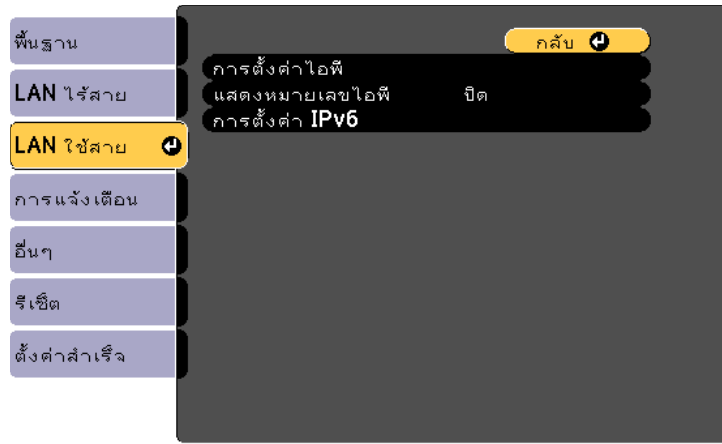 พื้นฐาน
LAN ไร้สาย
LAN ใช้สาย
การแจ้งเตือน
อื่นๆ
รีเซ็ต
ตั้งค่าสำเร็จ
กลับ
การตั้งค่าไอพี
แสดงหมายเลขไอพี ปิด
การตั้งค่า IPv6